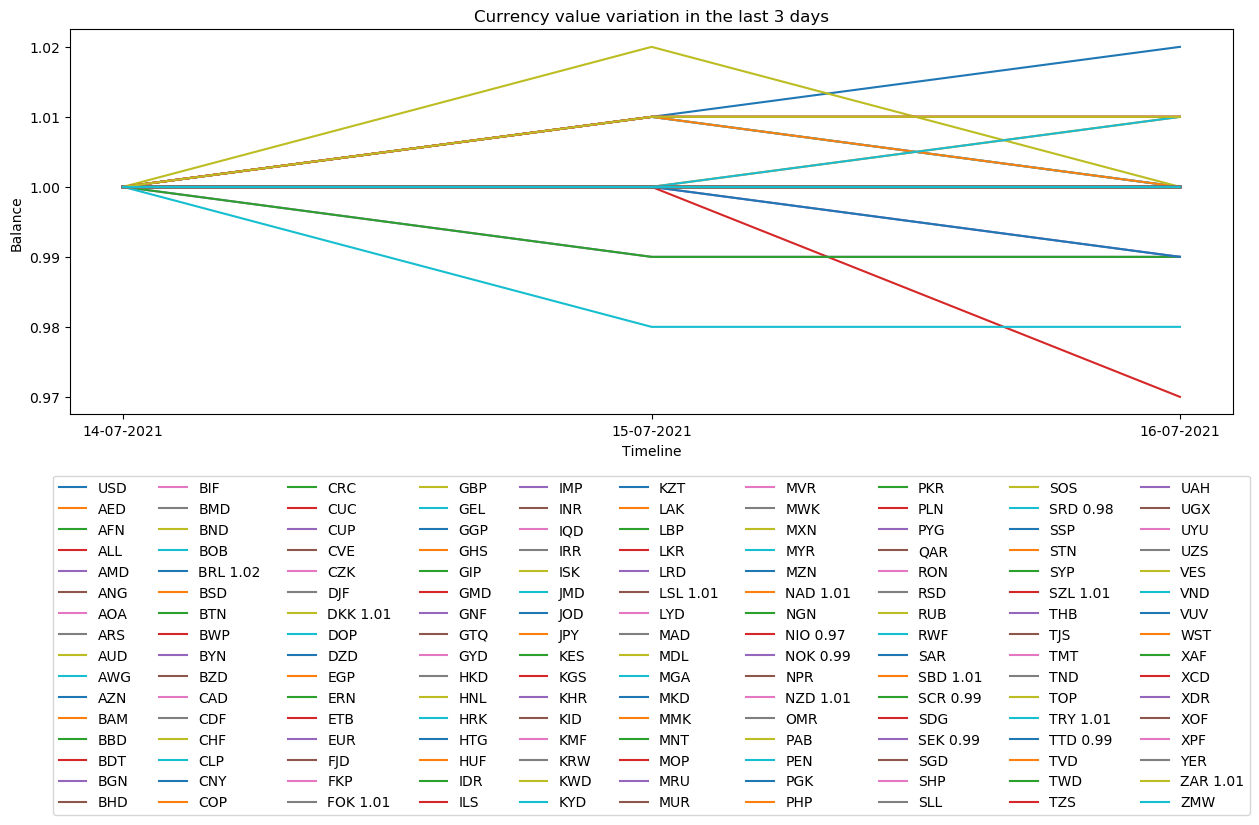 Currency value variation in the last 3 days
1.02
1.01
1.00
0.99
0.98
0.97
Balance
14-07-2021 15-07-2021 16-07-2021
Timeline
USD BIF CRC GBP IMP KZT MVR PKR SOS UAH
AED BMD CUC GEL INR LAK MWK PLN SRD 0.98 UGX
AFN BND CUP GGP IQD LBP MXN PYG SSP UYU
ALL BOB CVE GHS IRR LKR MYR QAR STN UZS
AMD BRL 1.02 CZK GIP ISK LRD MZN RON SYP VES
ANG BSD DJF GMD JMD LSL 1.01 NAD 1.01 RSD SZL 1.01 VND
AOA BTN DKK 1.01 GNF JOD LYD NGN RUB THB VUV
ARS BWP DOP GTQ JPY MAD NIO 0.97 RWF TJS WST
AUD BYN DZD GYD KES MDL NOK 0.99 SAR TMT XAF
AWG BZD EGP HKD KGS MGA NPR SBD 1.01 TND XCD
AZN CAD ERN HNL KHR MKD NZD 1.01 SCR 0.99 TOP XDR
BAM CDF ETB HRK KID MMK OMR SDG TRY 1.01 XOF
BBD CHF EUR HTG KMF MNT PAB SEK 0.99 TTD 0.99 XPF
BDT CLP FJD HUF KRW MOP PEN SGD TVD YER
BGN CNY FKP IDR KWD MRU PGK SHP TWD ZAR 1.01
BHD COP FOK 1.01 ILS KYD MUR PHP SLL TZS ZMW